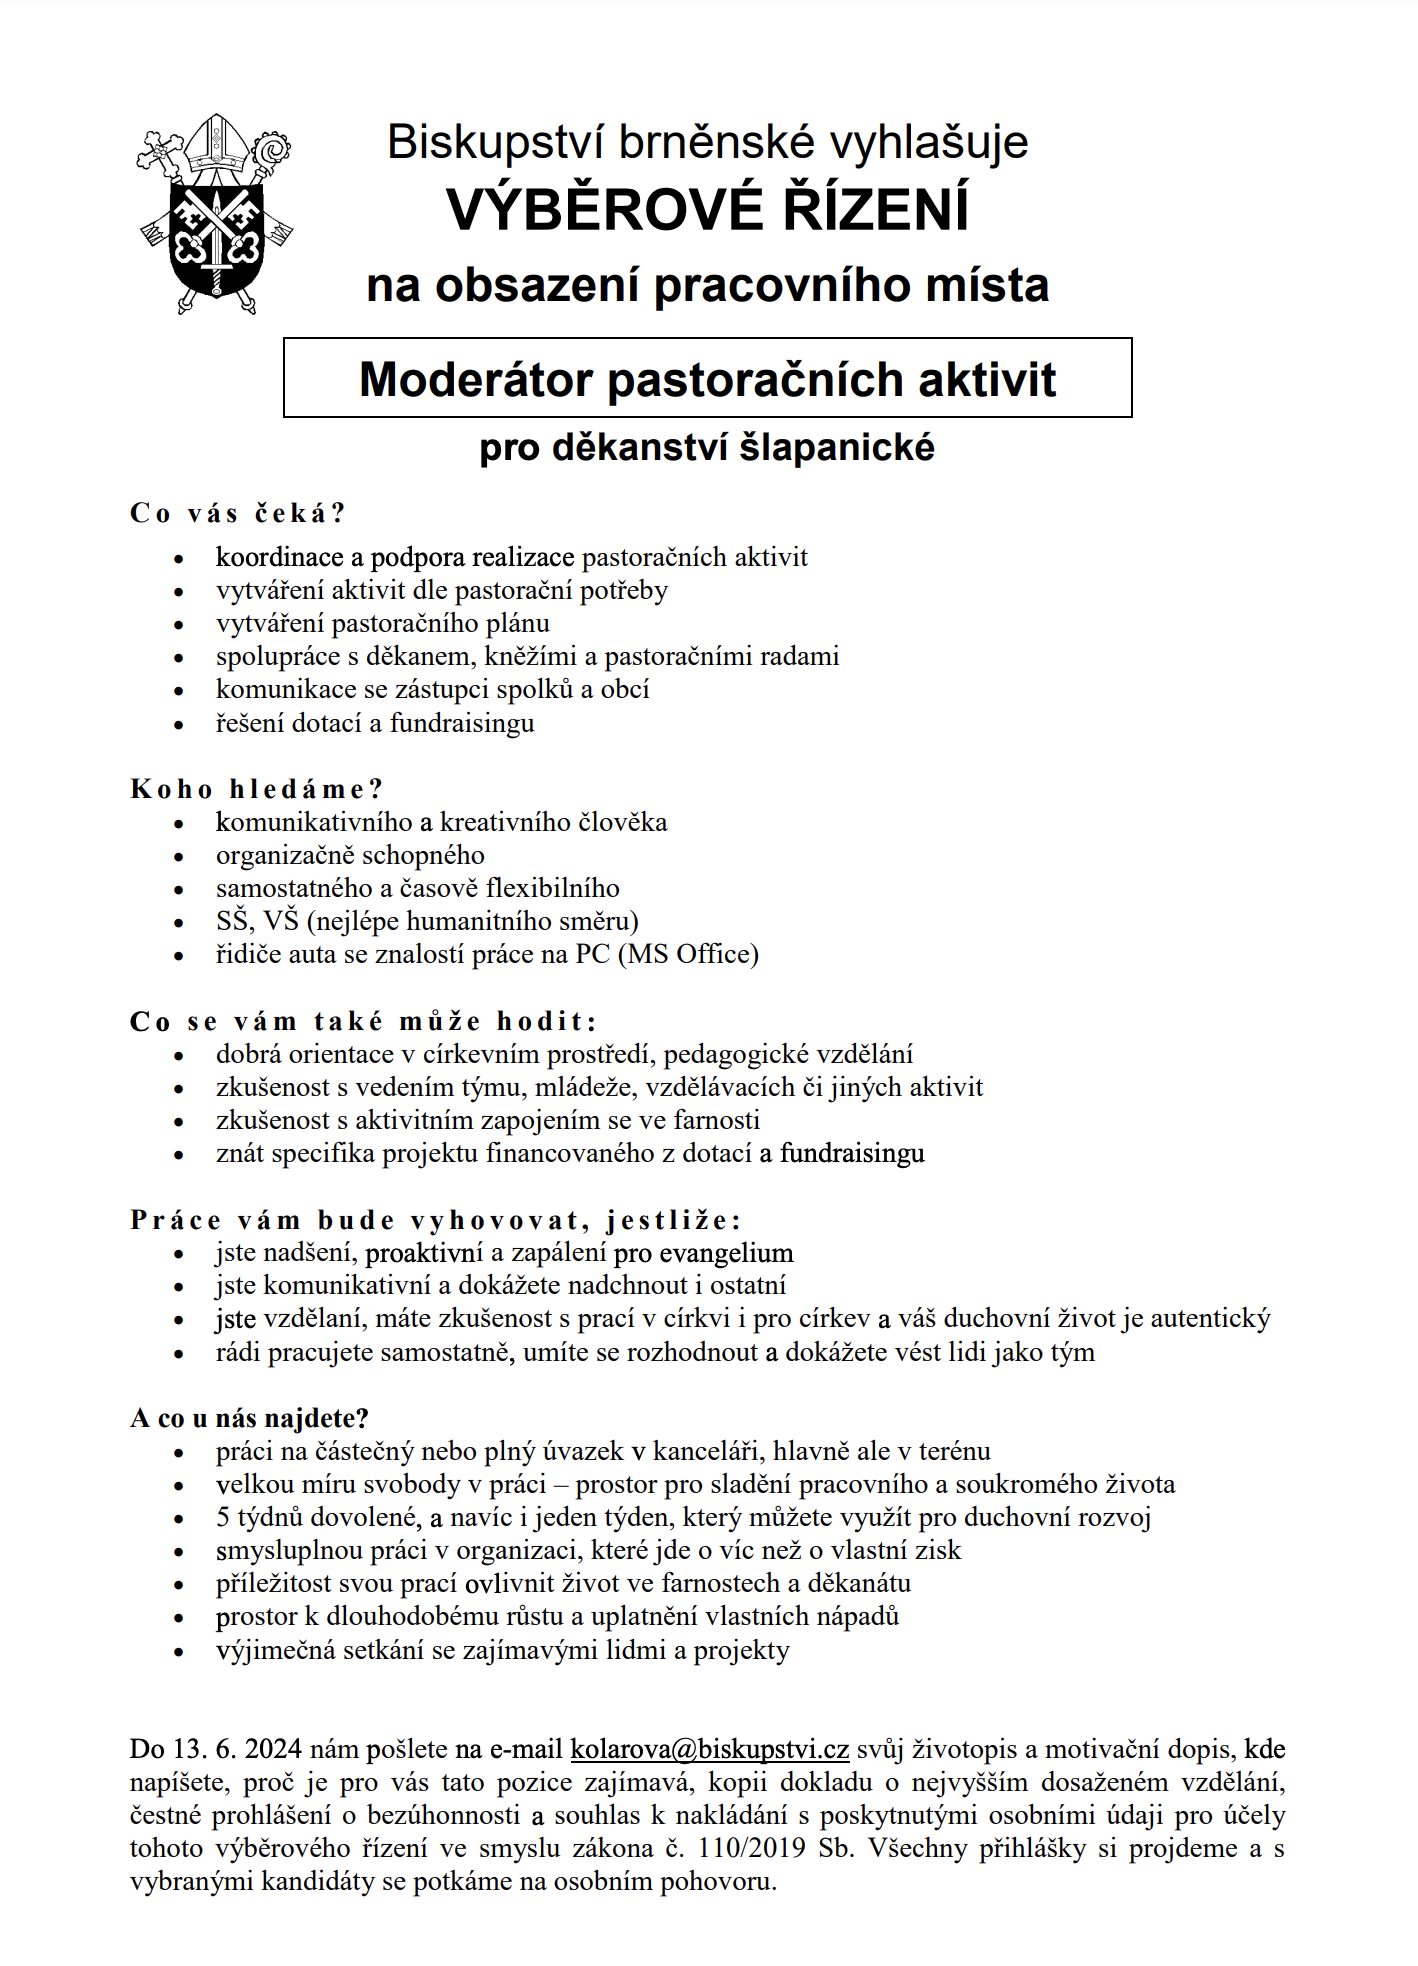 Biskupství brněnské vyhlašuje
VÝBĚROVÉ ŘÍZENÍ
na obsazení pracovního místa
Moderátor pastoračních aktivit
pro děkanství šlapanické
Co vás čeká?
• koordinace a podpora realizace pastoračních aktivit
• vytváření aktivit dle pastorační potřeby
• vytváření pastoračního plánu
• spolupráce s děkanem, kněžími a pastoračními radami
• komunikace se zástupci spolků a obcí
• řešení dotací a fundraisingu
Koho hledáme?
• komunikativního a kreativního člověka
• organizačně schopného
• samostatného a časově flexibilního
• SŠ, VŠ (nejlépe humanitního směru)
• řidiče auta se znalostí práce na PC (MS Office)
Co se vám také může hodit:
• dobrá orientace v církevním prostředí, pedagogické vzdělání
• zkušenost s vedením týmu, mládeže, vzdělávacích či jiných aktivit
• zkušenost s aktivitním zapojením se ve farnosti
• znát specifika projektu financovaného z dotací a fundraisingu
Práce vám bude vyhovovat, jestliže:
• jste nadšení, proaktivní a zapálení pro evangelium
• jste komunikativní a dokážete nadchnout i ostatní
• jste vzdělaní, máte zkušenost s prací v církvi i pro církev a váš duchovní život je autentický
• rádi pracujete samostatně, umíte se rozhodnout a dokážete vést lidi jako tým
A co u nás najdete?
• práci na částečný nebo plný úvazek v kanceláři, hlavně ale v terénu
• velkou míru svobody v práci – prostor pro sladění pracovního a soukromého života
• 5 týdnů dovolené, a navíc i jeden týden, který můžete využít pro duchovní rozvoj
• smysluplnou práci v organizaci, které jde o víc než o vlastní zisk
• příležitost svou prací ovlivnit život ve farnostech a děkanátu
• prostor k dlouhodobému růstu a uplatnění vlastních nápadů
• výjimečná setkání se zajímavými lidmi a projekty
Do 13. 6. 2024 nám pošlete na e-mail kolarova@biskupstvi.cz svůj životopis a motivační dopis, kde
napíšete, proč je pro vás tato pozice zajímavá, kopii dokladu o nejvyšším dosaženém vzdělání,
čestné prohlášení o bezúhonnosti a souhlas k nakládání s poskytnutými osobními údaji pro účely
tohoto výběrového řízení ve smyslu zákona č. 110/2019 Sb. Všechny přihlášky si projdeme a s
vybranými kandidáty se potkáme na osobním pohovoru.